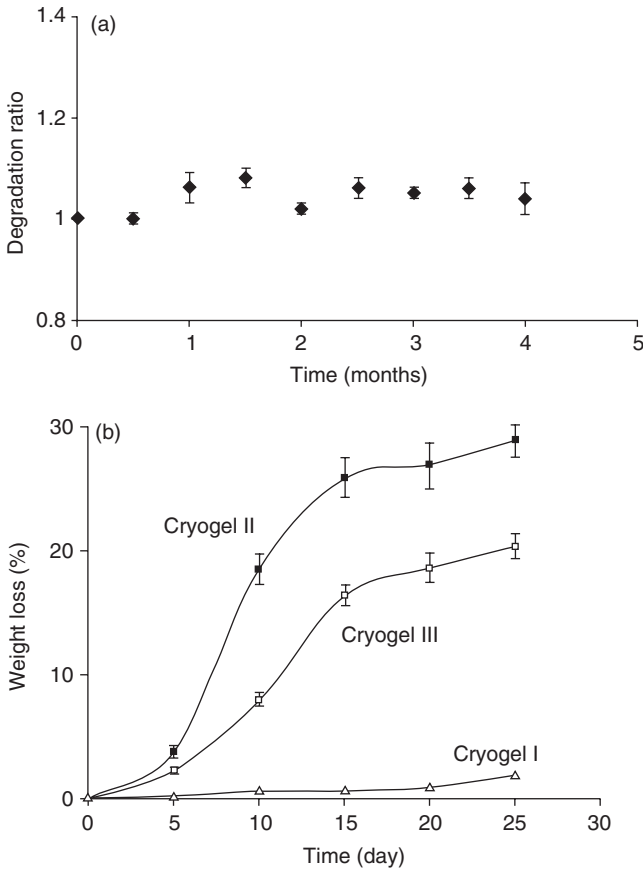 (a)
1.4
1.2
1
0.8
Degradation ratio
0 1 2 3 4 5
Time (months)
(b)
30
20
10
0
Weight loss (%)
Cryogel II
Cryogel III
Cryogel I
0 5 10 15 20 25 30
Time (day)